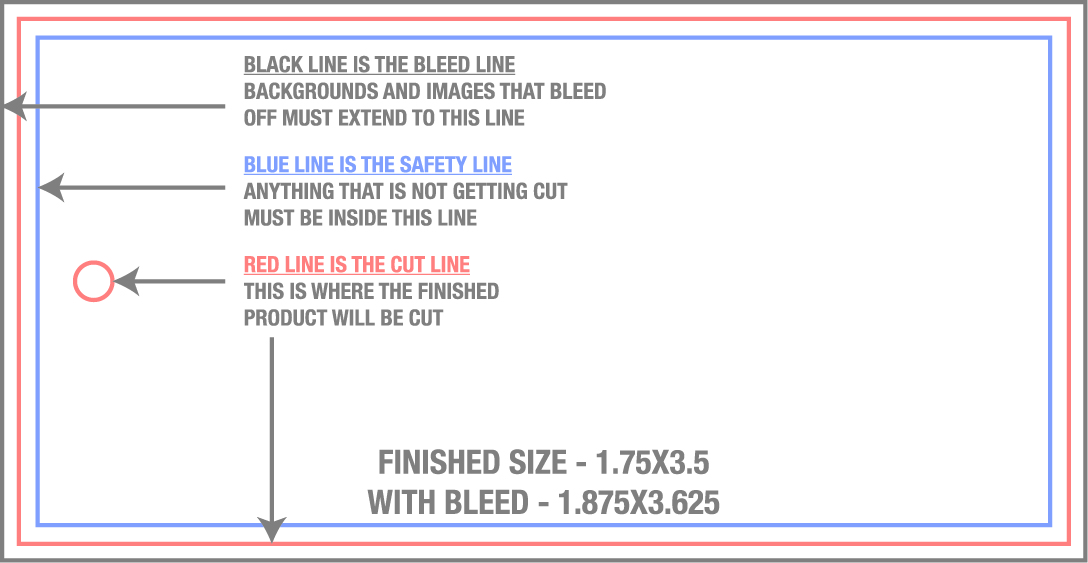 BLACK LINE IS THE BLEED LINE
BACKGROUNDS AND IMAGES THAT BLEED
OFF MUST EXTEND TO THIS LINE
BLUE LINE IS THE SAFETY LINE
ANYTHING THAT IS NOT GETTING CUT
MUST BE INSIDE THIS LINE
RED LINE IS THE CUT LINE
THIS IS WHERE THE FINISHED
PRODUCT WILL BE CUT
FINISHED SIZE - 1.75X3.5
WITH BLEED - 1.875X3.625